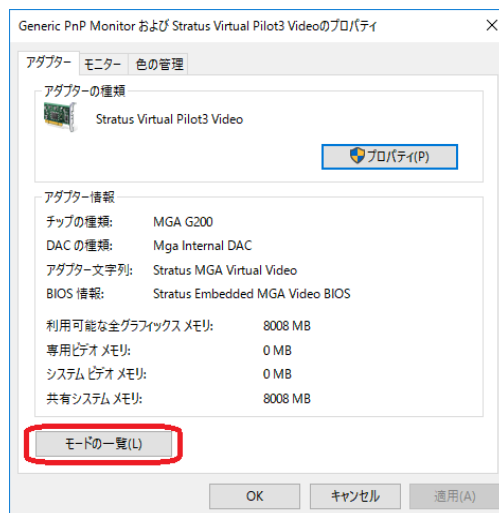 Generic PnP Monitor および Stratus Virtual Pilot3 Videoのプロパティ
アダプター モニター 色の管理
アダプターの種類
Stratus Virtual Pilot3 Video
プロパティ(P)
アダプター情報
チップの種類: MGA G200
DAC の種類: Mga Internal DAC
アダプター文字列: Stratus MGA Virtual Video
BIOS 情報: Stratus Embedded MGA Video BIOS
利用可能な全グラフィックス メモリ: 8008 MB
専用ビデオ メモリ: 0 MB
システム ビデオ メモリ: 0 MB
共有システム メモリ: 8008 MB
モードの一覧(L)
OK キャンセル 適用(A)